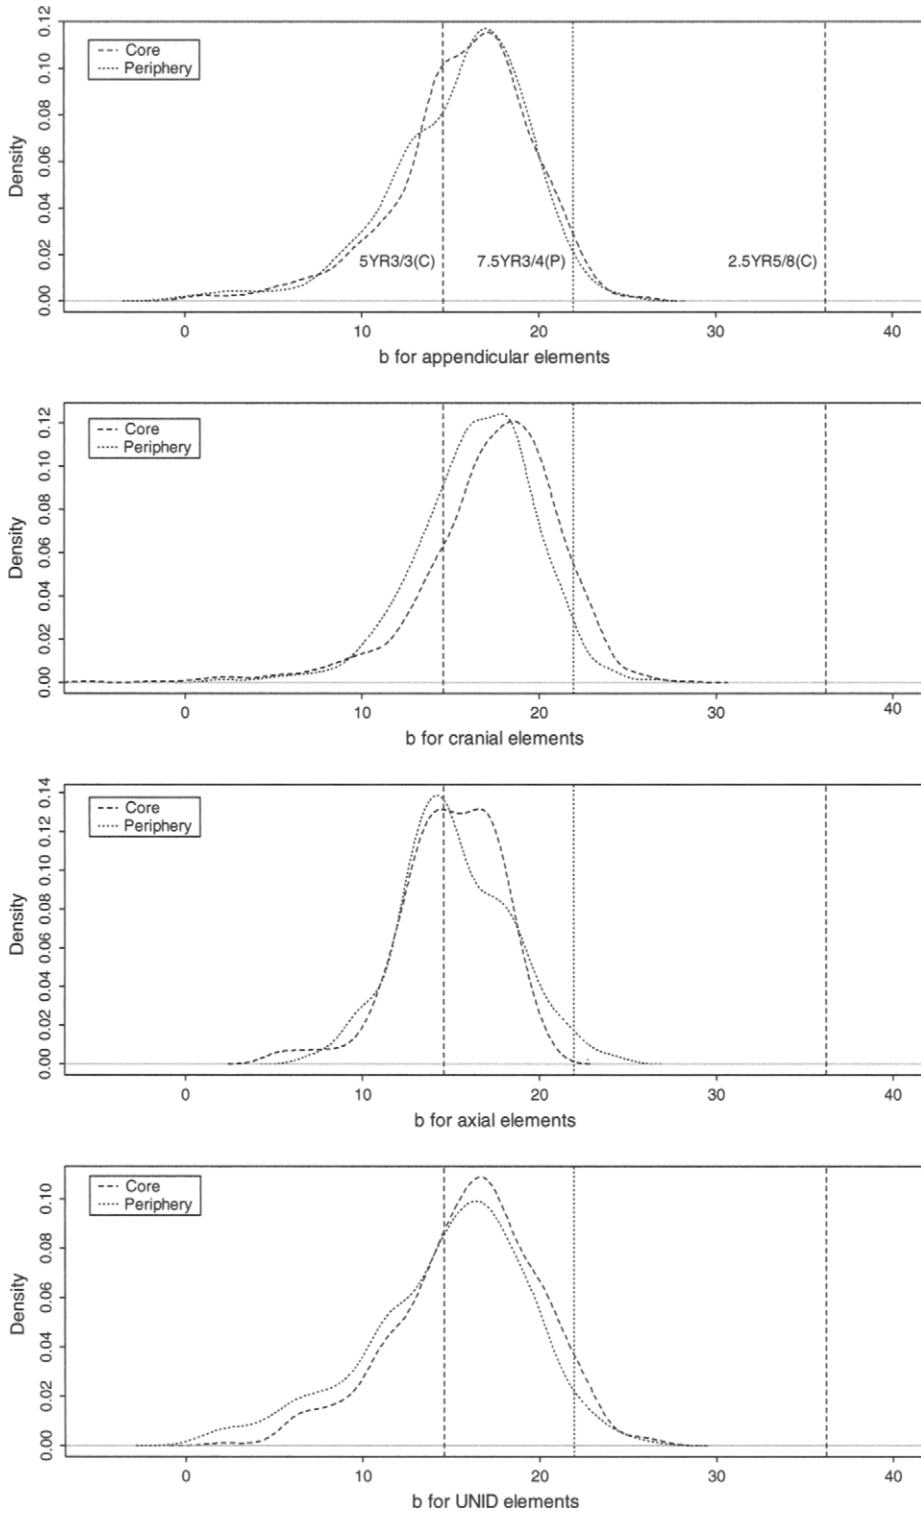 0.12
0.10
0.08
0.06
0.04
0.02
0.00
Density
Core
Periphery
5YR3/3(C)
7.5YR3/4(P)
2.5YR5/8(C)
0 10 20 30 40
b for appendicular elements
0.12
0.10
0.08
0.06
0.04
0.02
0.00
Density
Core
Periphery
0 10 20 30 40
b for cranial elements
0.14
0.12
0.10
0.08
0.06
0.04
0.02
0.00
Density
Core
Periphery
0 10 20 30 40
b for axial elements
0.10
0.08
0.06
0.04
0.02
0.00
Density
Core
Periphery
0 10 20 30 40
b for UNID elements